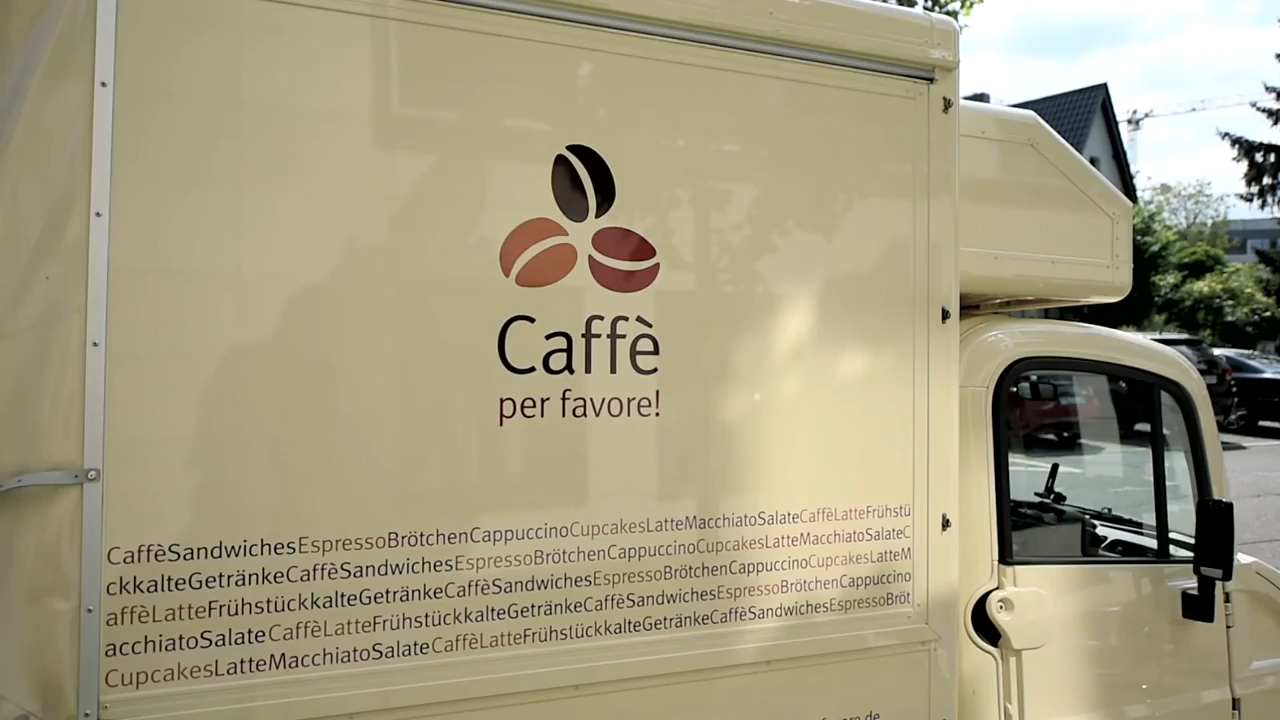 Caffè
per favore!
CaffèSandwichesEspressoBrötchenCappuccinoCupcakesLatteMacchiatoSalateCaffèLatteFrühstü
ckkalteGetränkeCaffèSandwichesEspressoBrötchenCappuccinoCupcakesLatteMacchiatoSalateC
affèLatteFrühstückkalteGetränkeCaffèSandwichesEspressoBrötchenCappuccinoCupcakesLatteM
acchiatoSalateCaffèLatteFrühstückkalteGetränkeCaffèSandwichesEspressoBrötchenCappuccino
CupcakesLatteMacchiatoSalateCaffèLatteFrühstückkalteGetränkeCaffèSandwichesEspressoBröt